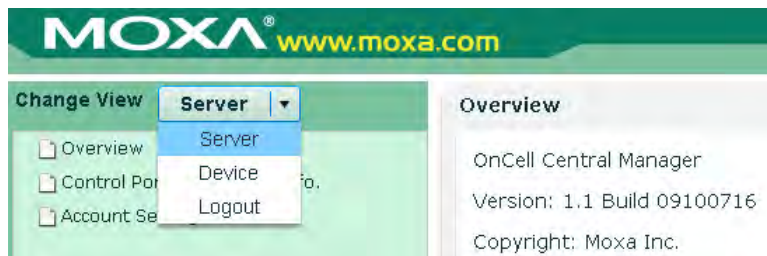 MOXA® www.moxa.com
Change View Server
Server
Device
Logout
Overview
Control Por fo.
Account Se
Overview
OnCell Central Manager
Version: 1.1 Build 09100716
Copyright: Moxa Inc.